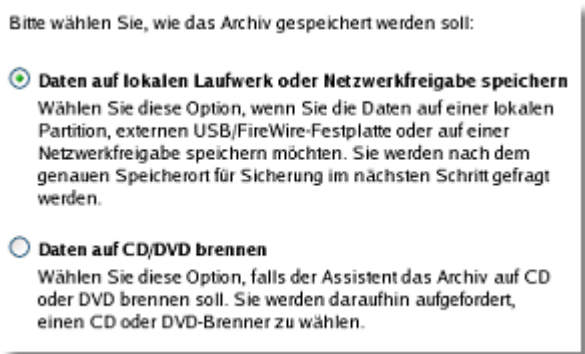 Bitte wählen Sie, wie das Archiv gespeichert werden soll:
Daten auf lokalen Laufwerk oder Netzwerkfreigabe speichern
Wählen Sie diese Option, wenn Sie die Daten auf einer lokalen
Partition, externen USB/FireWire-Festplatte oder auf einer
Netzwerkfreigabe speichern möchten. Sie werden nach dem
genauen Speicherort für Sicherung im nächsten Schritt gefragt
werden.
Daten auf CD/DVD brennen
Wählen Sie diese Option, falls der Assistent das Archiv auf CD
oder DVD brennen soll. Sie werden daraufhin aufgefordert,
einen CD oder DVD-Brenner zu wählen.